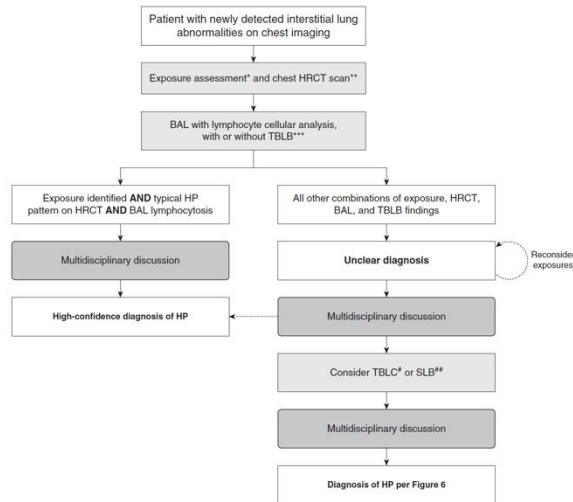 Patient with newly detected interstitial lung
abnormalities on chest imaging
Exposure assessment* and chest HRCT scan**
BAL with lymphocyte cellular analysis,
with or without TBLB***
Exposure identified AND typical HP
pattern on HRCT AND BAL lymphocytosis
All other combinations of exposure, HRCT,
BAL, and TBLB findings
Multidisciplinary discussion
Unclear diagnosis
Reconsider
exposures
High-confidence diagnosis of HP
Multidisciplinary discussion
Consider TBLC# or SLB##
Multidisciplinary discussion
Diagnosis of HP per Figure 6